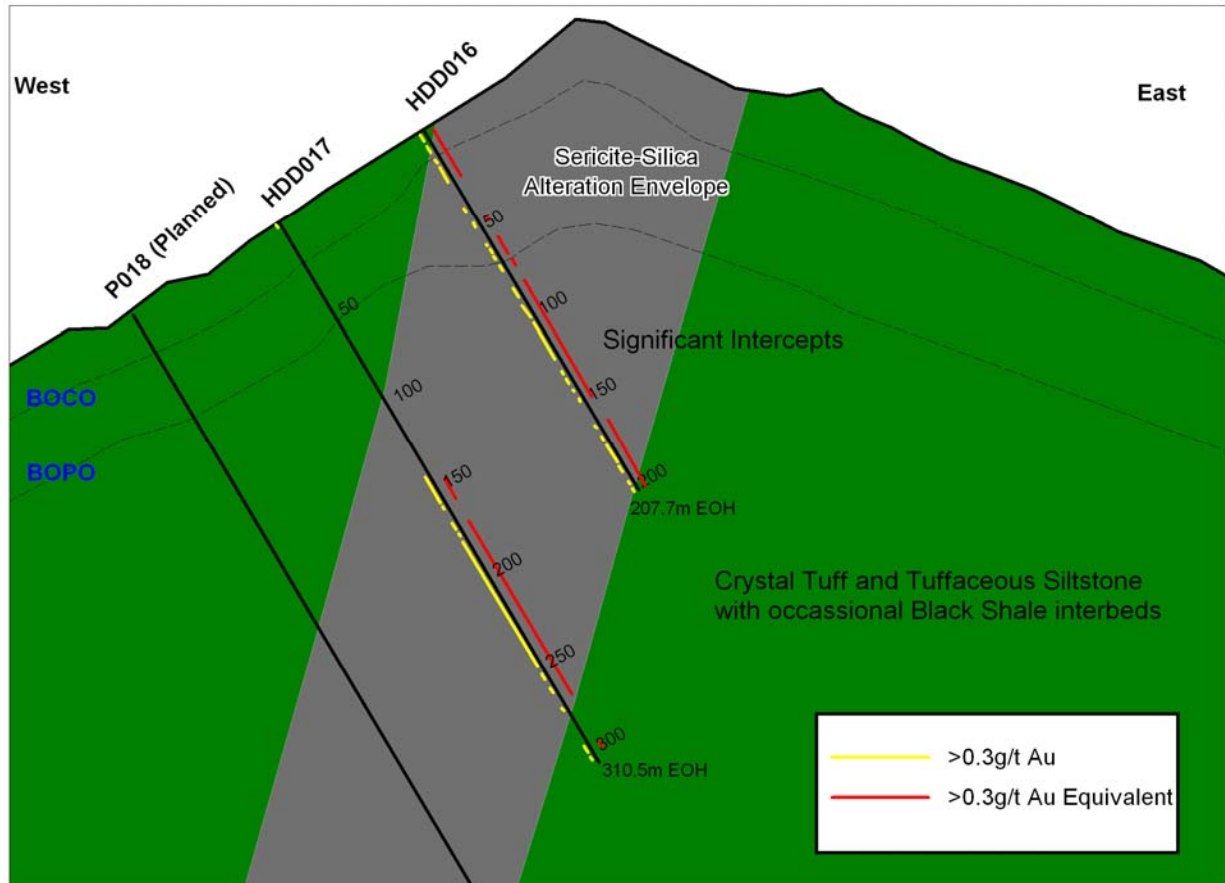 West
East
HDD016
HDD017
P018 (Planned)
Sericite-Silica
Alteration Envelope
50
100
150
200
207.7m EOH
50
100
150
200
250
300
310.5m EOH
Significant Intercepts
BOCO
BOPO
Crystal Tuff and Tuffaceous Siltstone
with occassional Black Shale interbeds
>0.3g/t Au
>0.3g/t Au Equivalent